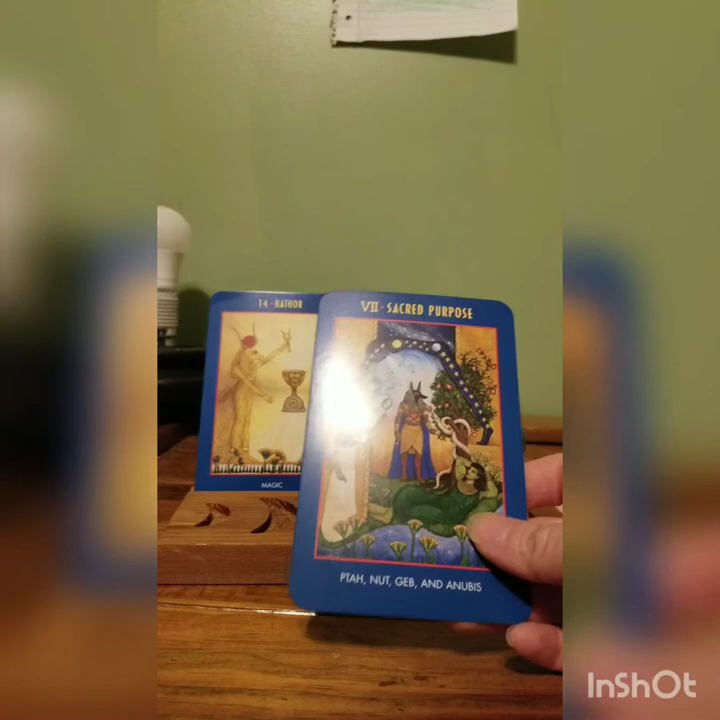 14 · HATHOR
MAGIC
VII · SACRED PURPOSE
PTAH, NUT, GEB, AND ANUBIS
InShOt